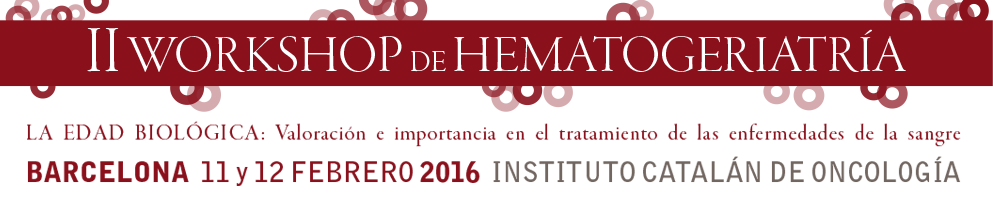 II WORKSHOP DE HEMATOGERIATRÍA
LA EDAD BIOLÓGICA: Valoración e importancia en el tratamiento de las enfermedades de la sangre
BARCELONA 11 y 12 FEBRERO 2016 INSTITUTO CATALÁN DE ONCOLOGÍA